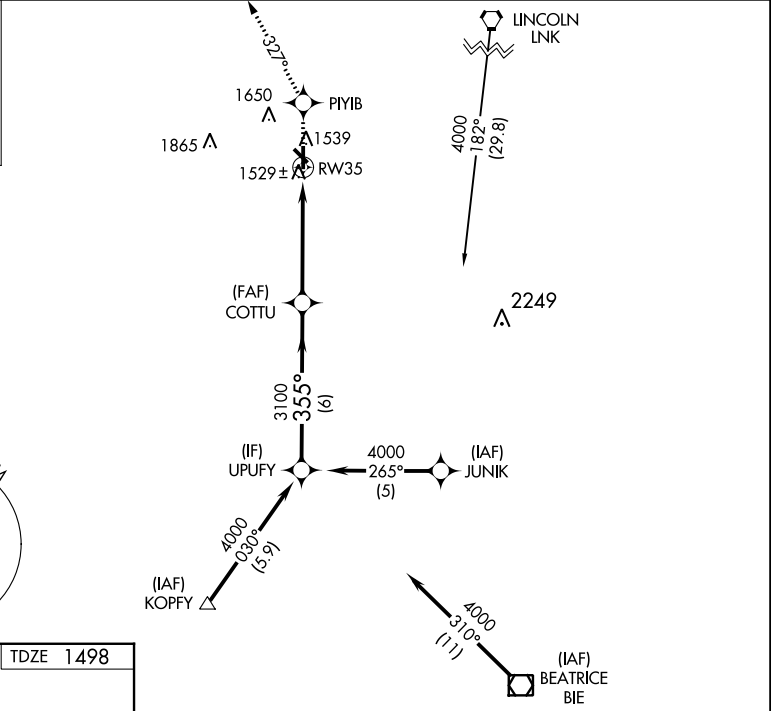 LINCOLN
LNK
327°
1650
PIYIB
1865
1539
1529±
RW35
4000
182°
(29.8)
(FAF)
COTTU
2249
3100
355°
(6)
(IF)
UPUFY
4000
265°
(5)
(IAF)
JUNIK
4000
030°
(5.9)
(IAF)
KOPFY
4000
310°
(11)
(IAF)
BEATRICE
BIE
TDZE 1498